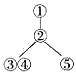 ①
②
③④ ⑤